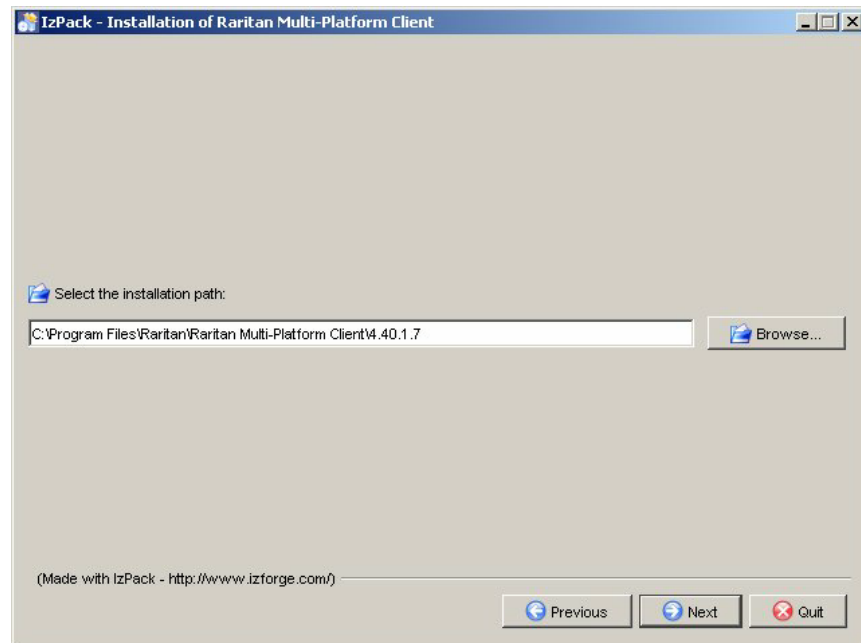 IzPack - Installation of Raritan Multi-Platform Client
Select the installation path:
C:\Program Files\Raritan\Raritan Multi-Platform Client\4.40.1.7
Browse...
(Made with IzPack - http://www.izforge.com/)
Previous
Next
Quit